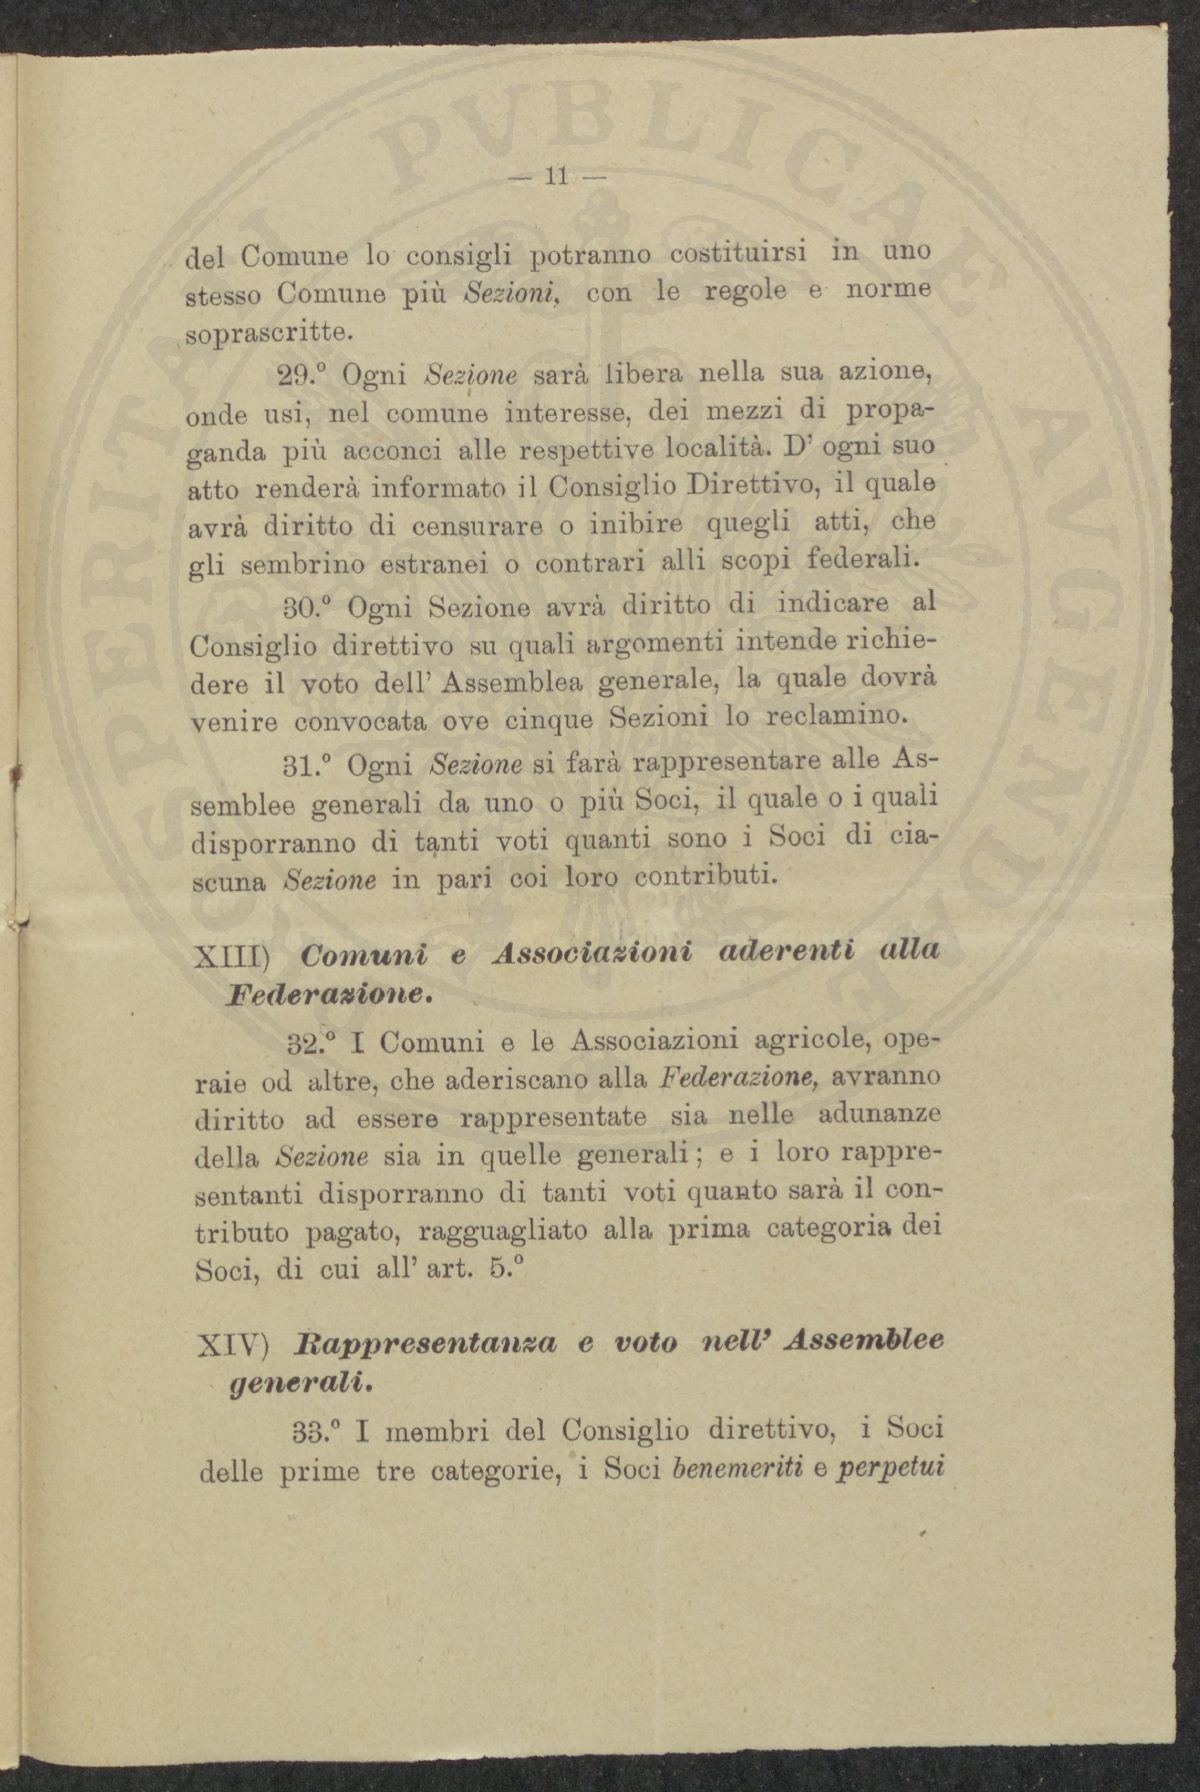 — 11 —
del Comune lo consigli potranno costituirsi in uno
stesso Comune più Sezioni, con le regole e norme
soprascritte.
29.º Ogni Sezione sarà libera nella sua azione,
onde usi, nel comune interesse, dei mezzi di propa-
ganda più acconci alle respettive località. D' ogni suo
atto renderà informato il Consiglio Direttivo, il quale
avrà diritto di censurare o inibire quegli atti, che
gli sembrino estranei o contrari alli scopi federali.
30.º Ogni Sezione avrà diritto di indicare al
Consiglio direttivo su quali argomenti intende richie-
dere il voto dell' Assemblea generale, la quale dovrà
venire convocata ove cinque Sezioni lo reclamino.
31.º Ogni Sezione si farà rappresentare alle As-
semblee generali da uno o più Soci, il quale o i quali
disporranno di tanti voti quanti sono i Soci di cia-
scuna Sezione in pari coi loro contributi.
XIII) Comuni e Associazioni aderenti alla
Federazione.
32.º I Comuni e le Associazioni agricole, ope-
raie od altre, che aderiscano alla Federazione, avranno
diritto ad essere rappresentate sia nelle adunanze
della Sezione sia in quelle generali; e i loro rappre-
sentanti disporranno di tanti voti quanto sarà il con-
tributo pagato, ragguagliato alla prima categoria dei
Soci, di cui all' art. 5.º
XIV) Rappresentanza e voto nell' Assemblee
generali.
33.º I membri del Consiglio direttivo, i Soci
delle prime tre categorie, i Soci benemeriti e perpetui